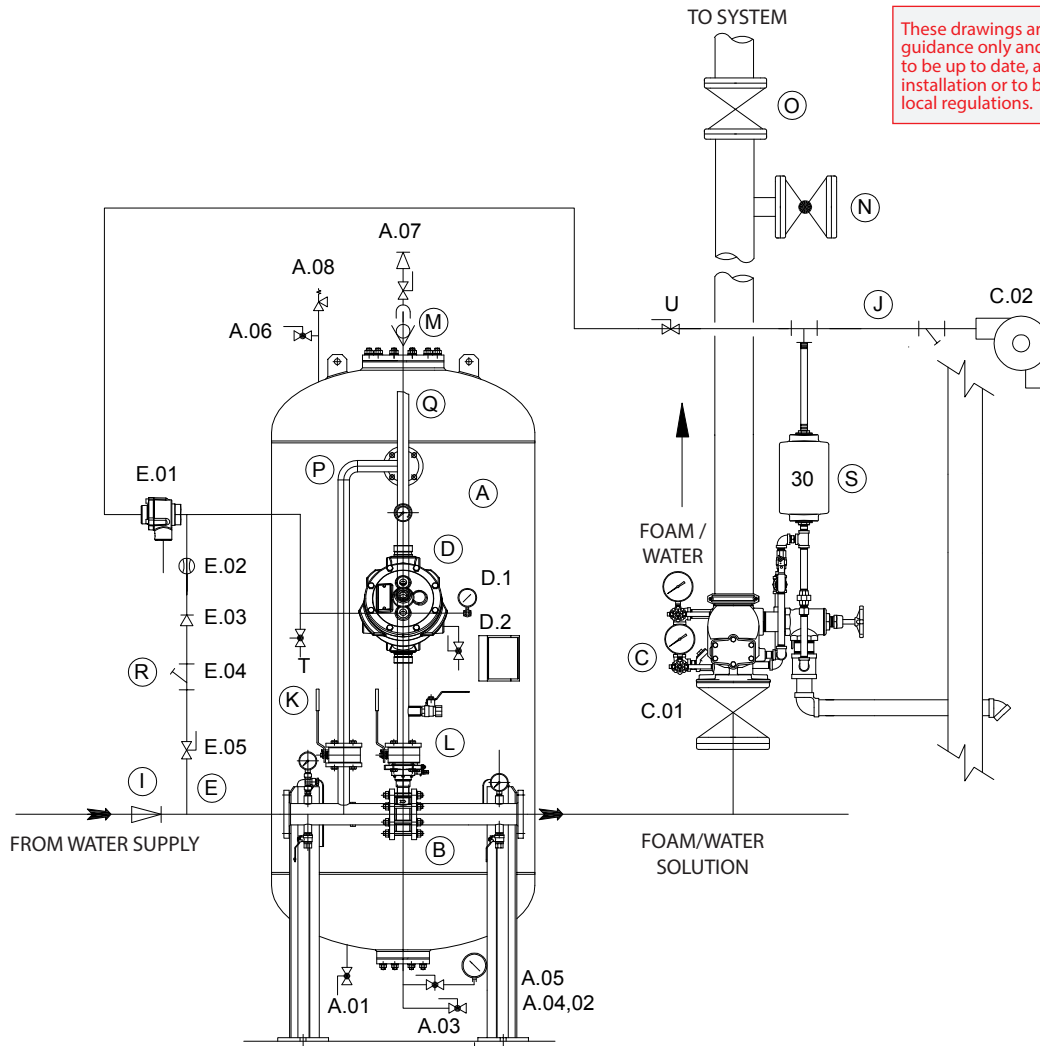 TO SYSTEM
These drawings ar
guidance only and
to be up to date, a
installation or to b
local regulations.
O
N
A.07
A.08
A.06
M
U
J
C.02
Q
P
E.01
A
30
S
FOAM /
WATER
D
D.1
E.02
E.03
D.2
T
R
E.04
K
C
C.01
L
E.05
I
E
FROM WATER SUPPLY
B
FOAM/WATER
SOLUTION
A.01
A.05
A.04,02
A.03